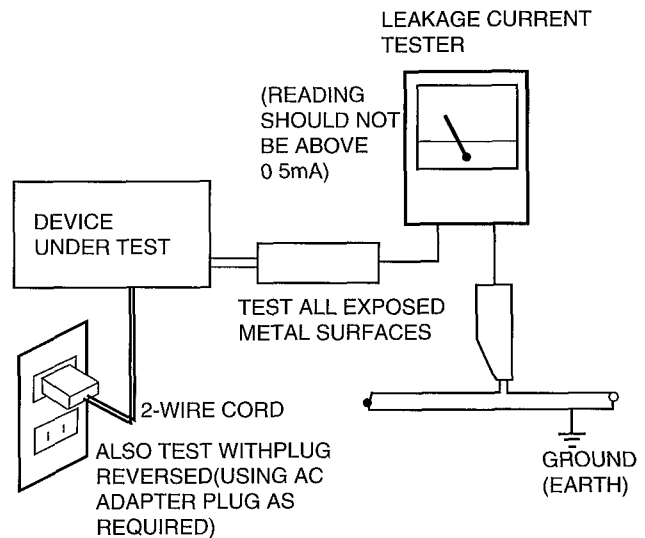 LEAKAGE CURRENT
TESTER
(READING
SHOULD NOT
BE ABOVE
0 5mA)
DEVICE
UNDER TEST
TEST ALL EXPOSED
METAL SURFACES
2-WIRE CORD
ALSO TEST WITHPLUG
REVERSED(USING AC
ADAPTER PLUG AS
REQUIRED)
GROUND
(EARTH)